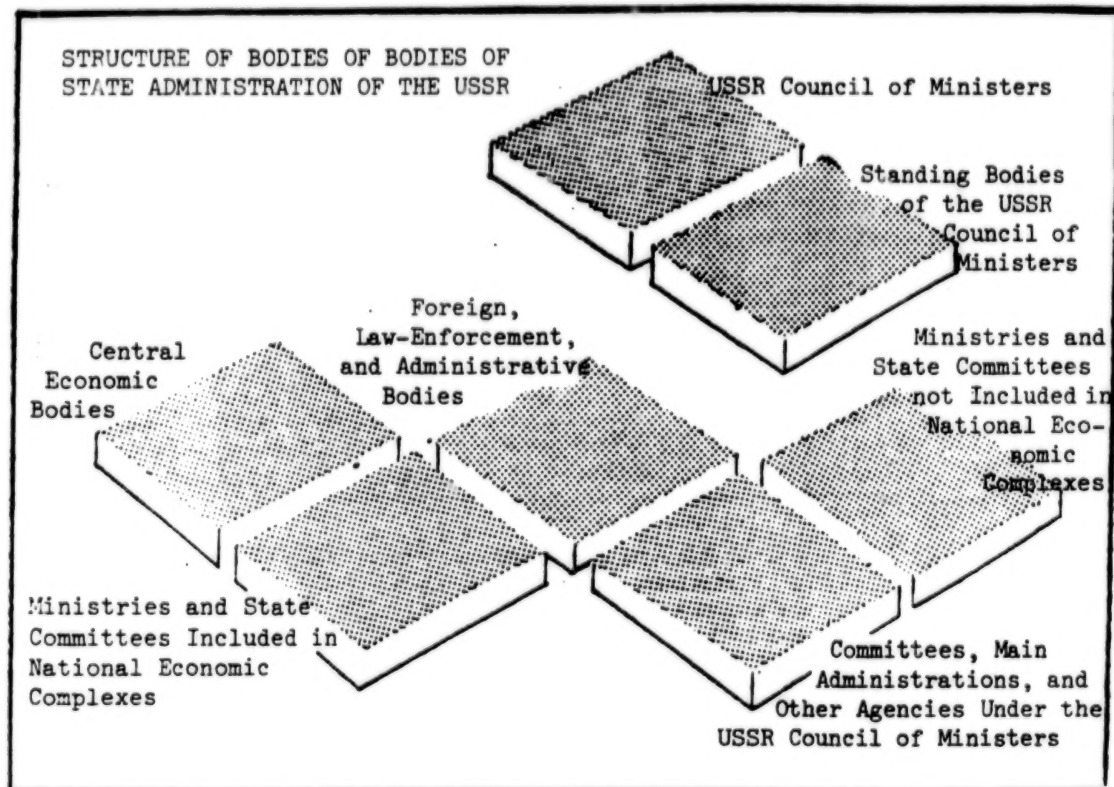 STRUCTURE OF BODIES OF BODIES OF
STATE ADMINISTRATION OF THE USSR
USSR Council of Ministers
Standing Bodies
of the USSR
Council of
Ministers
Foreign,
Law-Enforcement,
and Administrative
Bodies
Central
Economic
Bodies
Ministries and
State Committees
not Included in
National Eco-
nomic
Complexes
Ministries and State
Committees Included in
National Economic
Complexes
Committees, Main
Administrations, and
Other Agencies Under the
USSR Council of Ministers